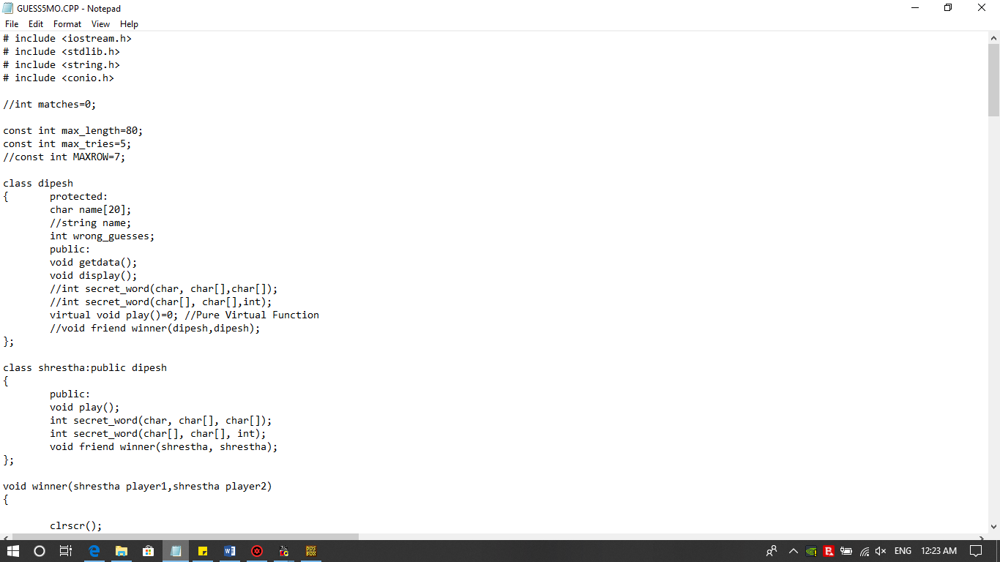 GUESS5MO.CPP - Notepad
File Edit Format View Help
# include <iostream.h>
# include <stdlib.h>
# include <string.h>
# include <conio.h>

//int matches=0;

const int max_length=80;
const int max_tries=5;
//const int MAXROW=7;

class dipesh
{       protected:
        char name[20];
        //string name;
        int wrong_guesses;
        public:
        void getdata();
        void display();
        //int secret_word(char, char[],char[]);
        //int secret_word(char[], char[],int);
        virtual void play()=0; //Pure Virtual Function
        //void friend winner(dipesh,dipesh);
};

class shrestha:public dipesh
{
        public:
        void play();
        int secret_word(char, char[], char[]);
        int secret_word(char[], char[], int);
        void friend winner(shrestha, shrestha);
};

void winner(shrestha player1,shrestha player2)
{

        clrscr();
DOS BOX
ENG 12:23 AM